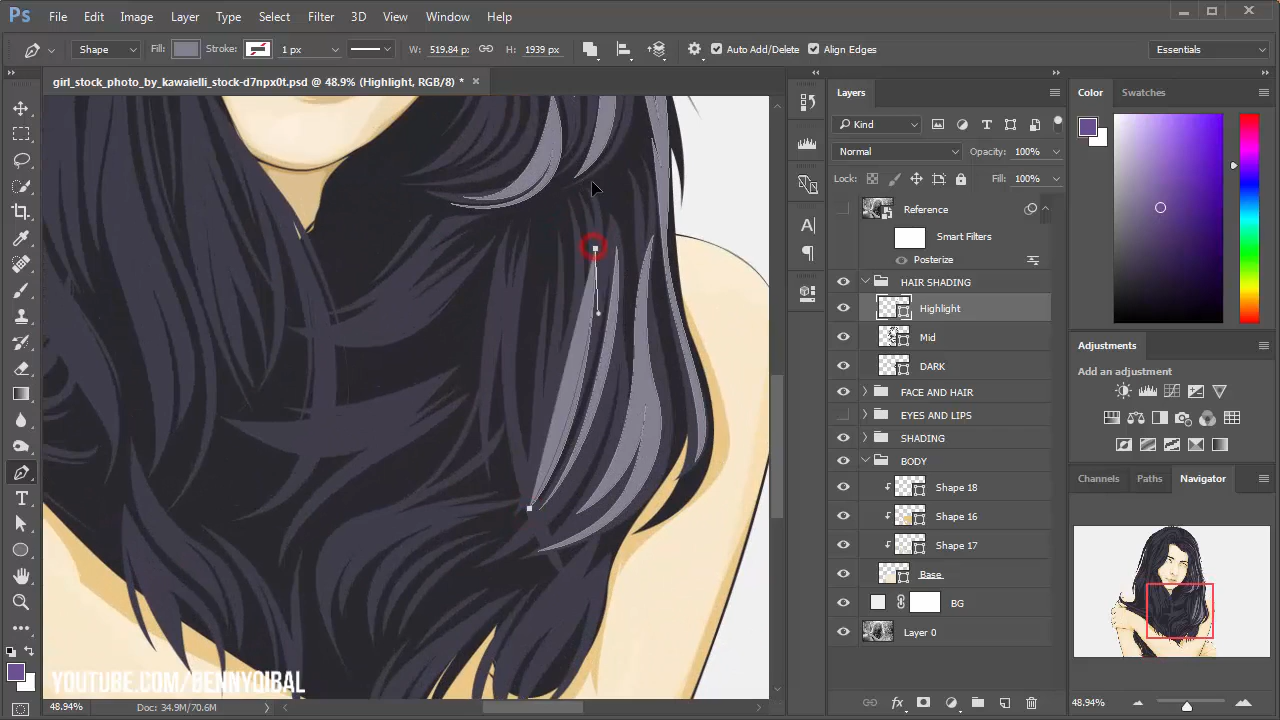 Ps File Edit Image Layer Type Select Filter 3D View Window Help
Shape Fill: Stroke: 1 px W: 519.84 p H: 1939 px Auto Add/Delete Align Edges Essentials
girl_stock_photo_by_kawaielli_stock-d7npx0t.psd @ 48.9% (Highlight, RGB/8) *
Layers
Kind
Normal Opacity: 100%
Lock: Fill: 100%
Reference
Smart Filters
Posterize
HAIR SHADING
Highlight
Mid
DARK
FACE AND HAIR
EYES AND LIPS
SHADING
BODY
Shape 18
Shape 16
Shape 17
Base
BG
Layer 0
Color Swatches
Adjustments
Add an adjustment
Channels Paths Navigator
48.94%
YOUTUBE.COM/BENNYQIBAL
48.94% Doc: 34.9M/70.6M